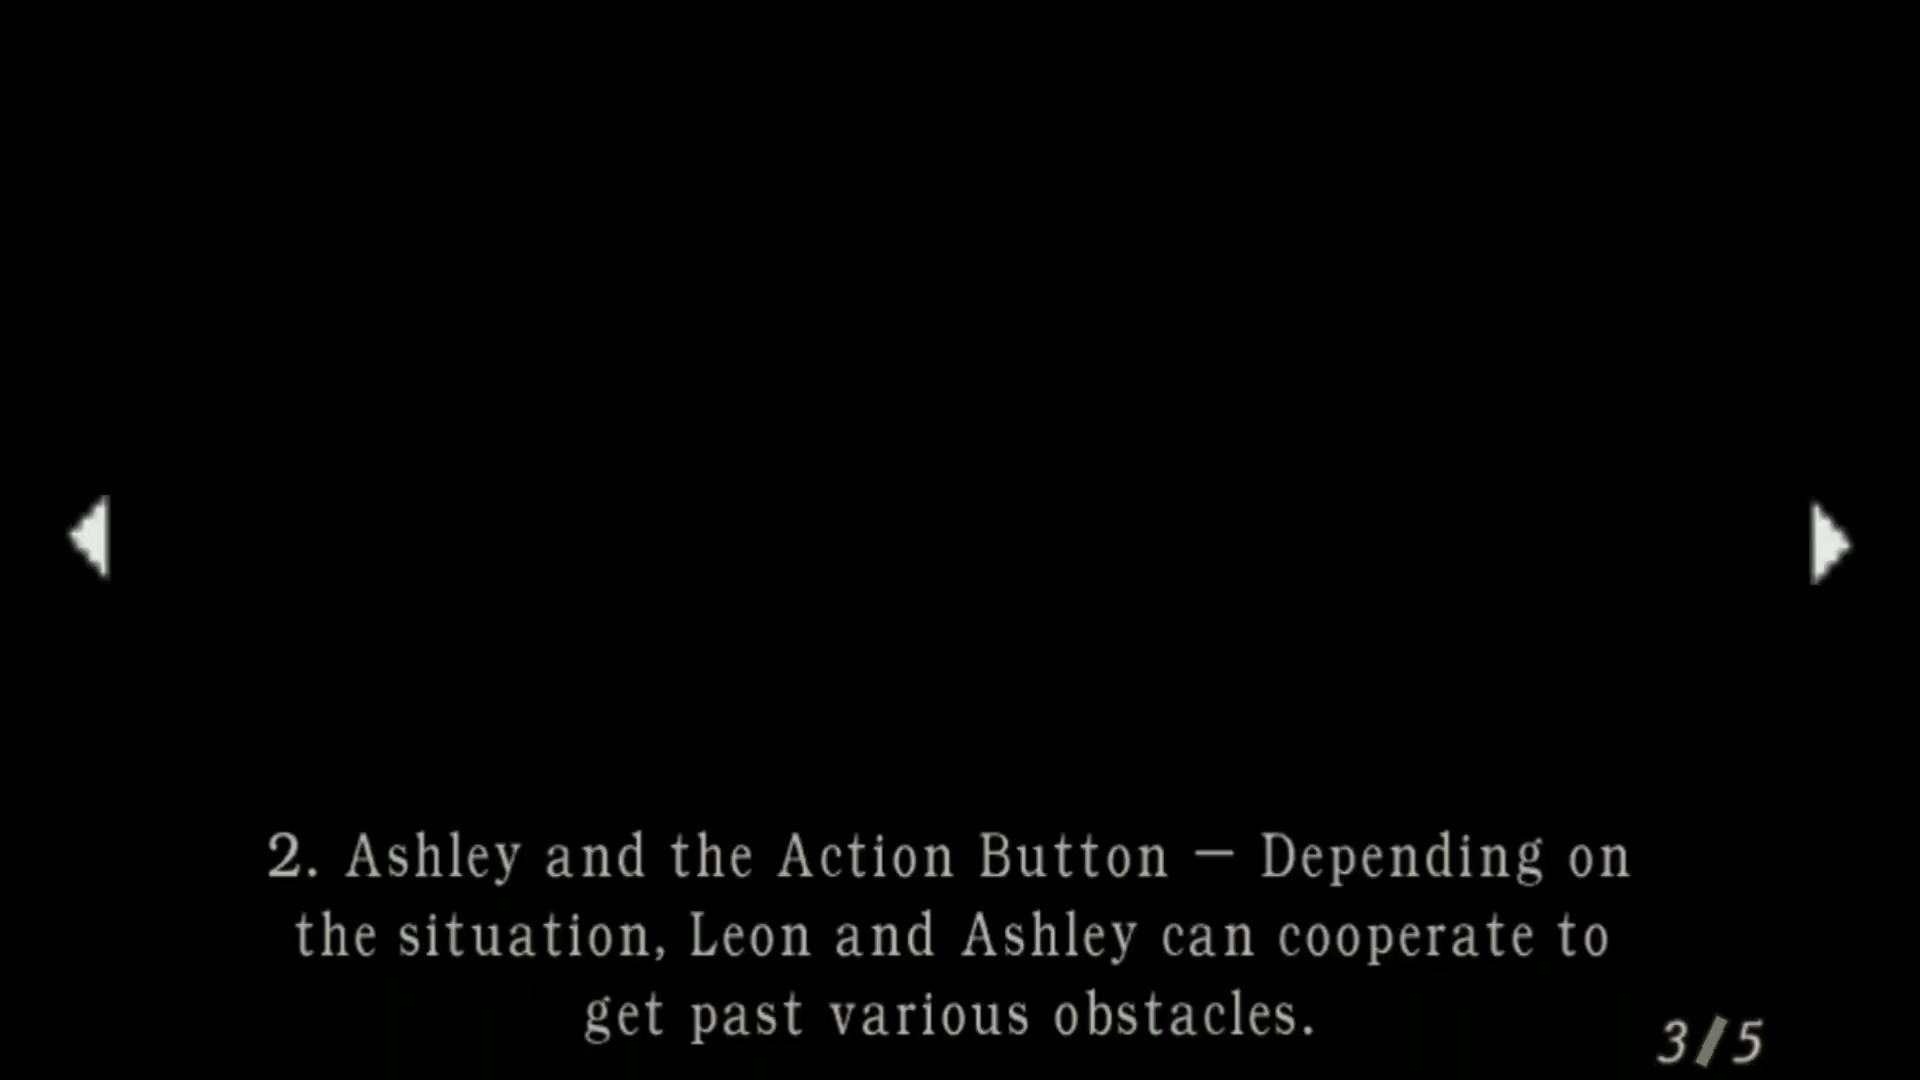 2. Ashley and the Action Button — Depending on
the situation, Leon and Ashley can cooperate to
get past various obstacles.
3/5